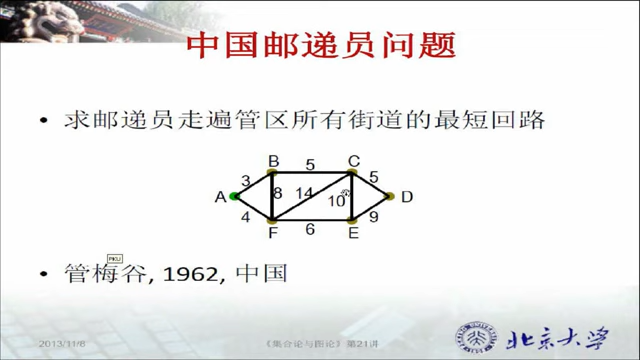 中国邮递员问题
• 求邮递员走遍管区所有街道的最短回路
B 5 C
3 5
A 8 14 10 D
4 9
F 6 E
PKU
• 管梅谷, 1962, 中国
2013/11/8 《集合论与图论》第21讲 北京大学